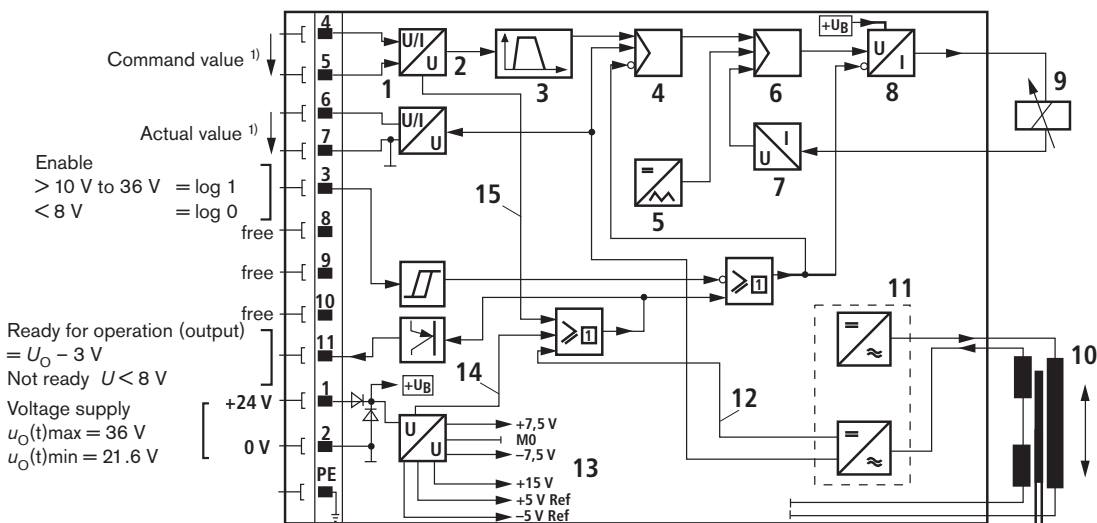 Command value 1)
Actual value 1)
Enable
> 10 V to 36 V = log 1
< 8 V = log 0
free
free
free
Ready for operation (output)
= UO – 3 V
Not ready U < 8 V
Voltage supply
uO(t)max = 36 V
uO(t)min = 21.6 V
+24 V
0 V
4
5
6
7
3
8
9
10
11
1
2
PE
U/I
U
1
2
3
4
5
6
+UB
U
I
8
9
U/I
U
I
U
7
15
≥1
≥1
14
12
+UB
U
U
+7,5 V
M0
–7,5 V
+15 V
+5 V Ref
–5 V Ref
13
11
=
≈
=
≈
=
10